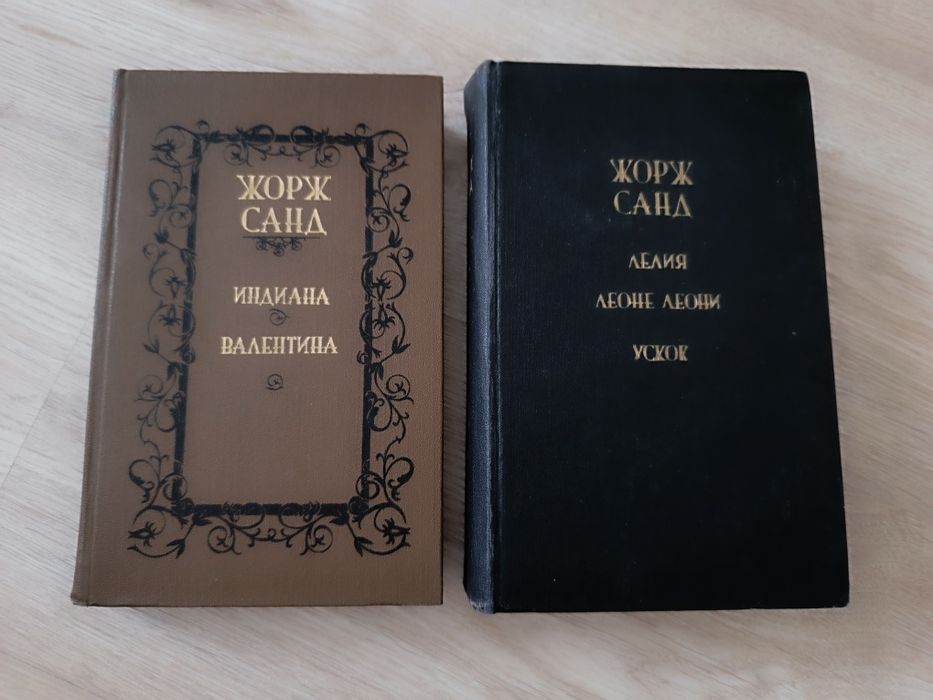 ЖОРЖ
САНД
ИНДИАНА
ВАЛЕНТИНА
ЖОРЖ
САНД
ЛЕЛИЯ
ЛЕОНЕ ЛЕОНИ
УСКОК